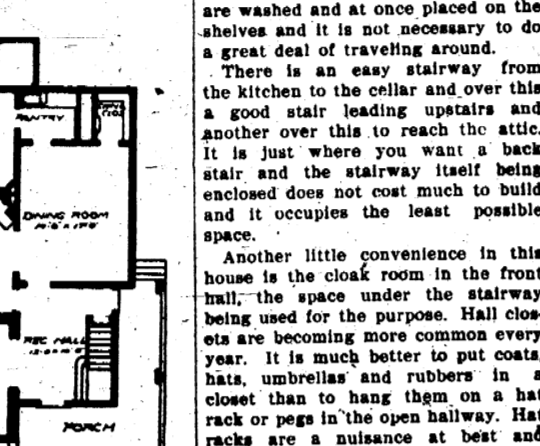 PANTRY
DINING ROOM
REC. HALL
PORCH
are washed and at once placed on the
shelves and it is not necessary to do
a great deal of traveling around.
There is an easy stairway from
the kitchen to the cellar and over this
a good stair leading upstairs and
another over this to reach the attic.
It is just where you want a back
stair and the stairway itself being
enclosed does not cost much to build
and it occupies the least possible
space.
Another little convenience in this
house is the cloak room in the front
hall, the space under the stairway
being used for the purpose. Hall clos-
ets are becoming more common every
year. It is much better to put coats,
hats, umbrellas and rubbers in a
closet than to hang them on a hat
rack or pegs in the open hallway. Hat
racks are a nuisance at best and